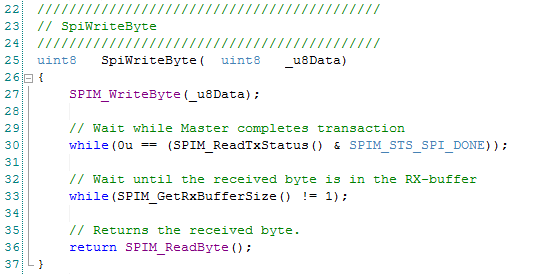 22 ///////////////////////////////////////////
23 // SpiWriteByte
24 ///////////////////////////////////////////
25 uint8   SpiWriteByte(  uint8   _u8Data)
26 {
27     SPIM_WriteByte(_u8Data);
28
29     // Wait while Master completes transaction
30     while(0u == (SPIM_ReadTxStatus() & SPIM_STS_SPI_DONE));
31
32     // Wait until the received byte is in the RX-buffer
33     while(SPIM_GetRxBufferSize() != 1);
34
35     // Returns the received byte.
36     return SPIM_ReadByte();
37 }